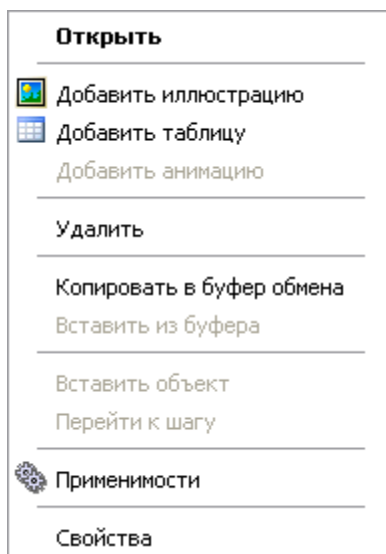 Открыть
Добавить иллюстрацию
Добавить таблицу
Добавить анимацию
Удалить
Копировать в буфер обмена
Вставить из буфера
Вставить объект
Перейти к шагу
Применимости
Свойства